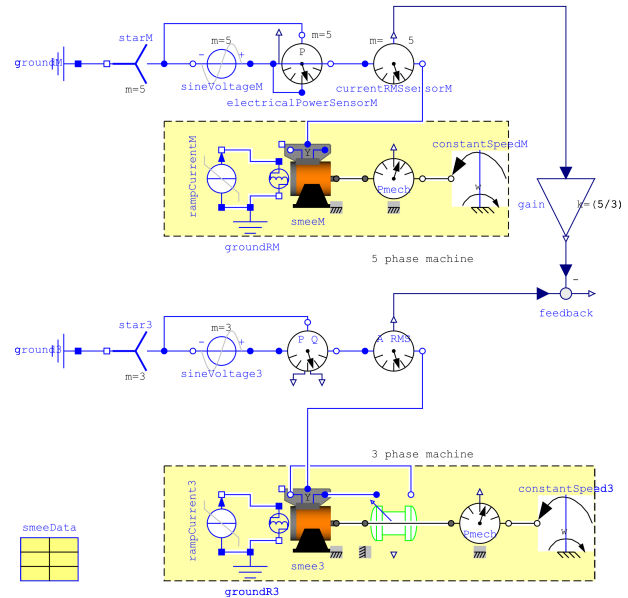 starM
m=5
m=5
m= 5
P
groundM
- +
m=5
sineVoltageM
currentRMSsensorM
electricalPowerSensorM
constantSpeedM
rampCurrentM
Y
Pmech
w
smeeM
gain
k=(5/3)
groundRM
5 phase machine
-
feedback
star3
m=3
- +
P Q
A RMS
ground3
m=3
sineVoltage3
3 phase machine
rampCurrent3
Y
constantSpeed3
smeeData
Pmech
w
smee3
groundR3